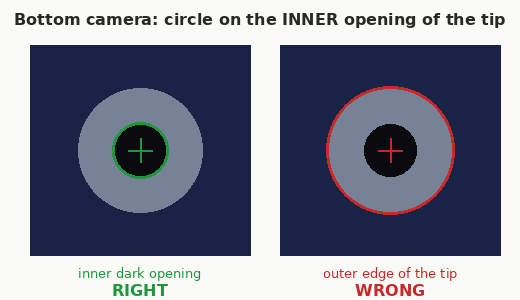 Bottom camera: circle on the INNER opening of the tip
inner dark opening
RIGHT
outer edge of the tip
WRONG